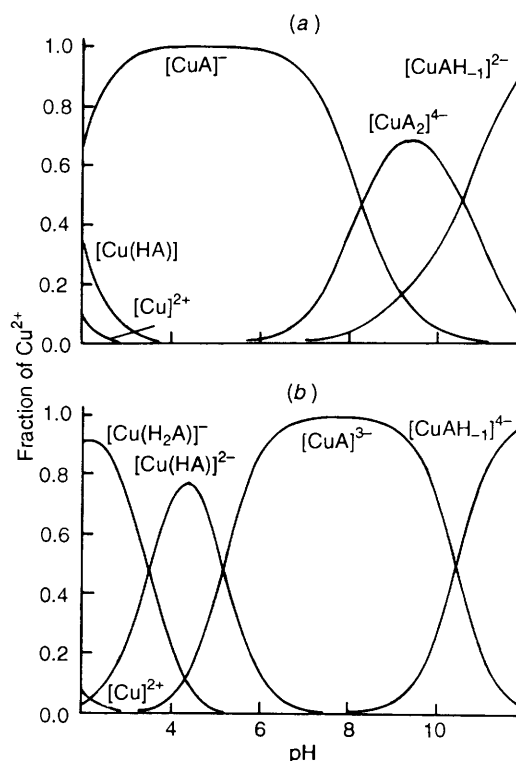 (a)
[CuA]⁻
[CuAH₋₁]²⁻
[CuA₂]⁴⁻
[Cu(HA)]
[Cu]²⁺
1.0
0.8
0.6
0.4
0.2
0.0
Fraction of Cu²⁺
(b)
[Cu(H₂A)]⁻
[Cu(HA)]²⁻
[CuA]³⁻
[CuAH₋₁]⁴⁻
[Cu]²⁺
1.0
0.8
0.6
0.4
0.2
0.0
4 6 8 10
pH